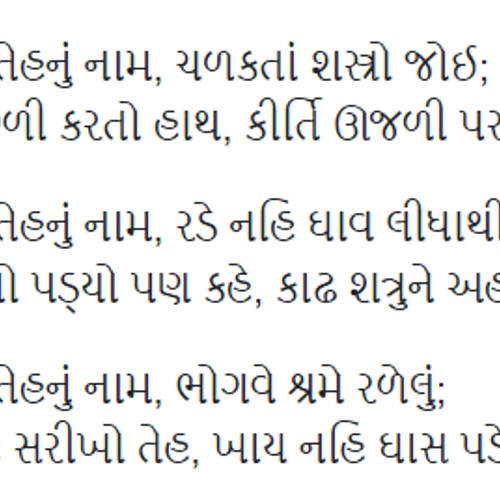 તેહનું નામ, ચળકતાં શસ્ત્રો જોઈ;
ળી કરતો હાથ, કીર્તિ ઊજળી પર
તેહનું નામ, રડે નહિ ઘાવ લીધાથી
પડ્યો પણ કહે, કાઢ શત્રુને અહ
તેહનું નામ, ભોગવે શ્રમે રળેલું;
સરીખો તેહ, ખાય નહિ ઘાસ પડે